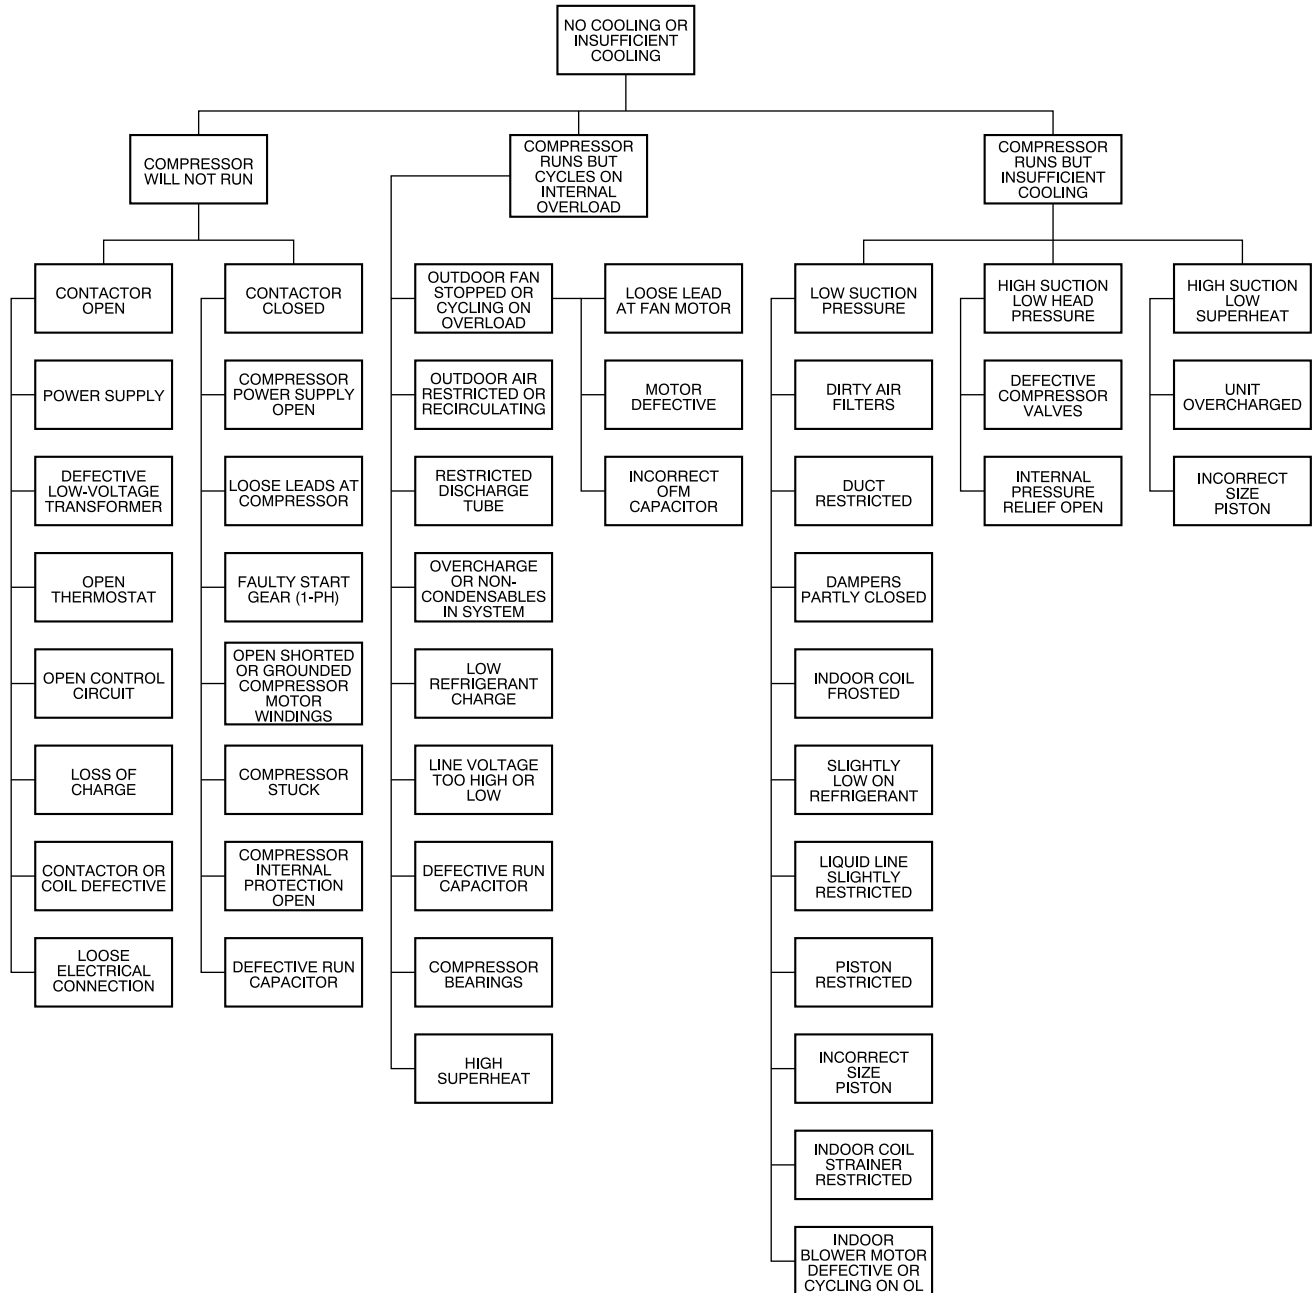 NO COOLING OR
INSUFFICIENT
COOLING
COMPRESSOR
WILL NOT RUN
COMPRESSOR
RUNS BUT
CYCLES ON
INTERNAL
OVERLOAD
COMPRESSOR
RUNS BUT
INSUFFICIENT
COOLING
CONTACTOR
OPEN
POWER SUPPLY
DEFECTIVE
LOW-VOLTAGE
TRANSFORMER
OPEN
THERMOSTAT
OPEN CONTROL
CIRCUIT
LOSS OF
CHARGE
CONTACTOR OR
COIL DEFECTIVE
LOOSE
ELECTRICAL
CONNECTION
CONTACTOR
CLOSED
COMPRESSOR
POWER SUPPLY
OPEN
LOOSE LEADS AT
COMPRESSOR
FAULTY START
GEAR (1-PH)
OPEN SHORTED
OR GROUNDED
COMPRESSOR
MOTOR
WINDINGS
COMPRESSOR
STUCK
COMPRESSOR
INTERNAL
PROTECTION
OPEN
DEFECTIVE RUN
CAPACITOR
OUTDOOR FAN
STOPPED OR
CYCLING ON
OVERLOAD
OUTDOOR AIR
RESTRICTED OR
RECIRCULATING
RESTRICTED
DISCHARGE
TUBE
OVERCHARGE
OR NON-
CONDENSABLES
IN SYSTEM
LOW
REFRIGERANT
CHARGE
LINE VOLTAGE
TOO HIGH OR
LOW
DEFECTIVE RUN
CAPACITOR
COMPRESSOR
BEARINGS
HIGH
SUPERHEAT
LOOSE LEAD
AT FAN MOTOR
MOTOR
DEFECTIVE
INCORRECT
OFM
CAPACITOR
LOW SUCTION
PRESSURE
DIRTY AIR
FILTERS
DUCT
RESTRICTED
DAMPERS
PARTLY CLOSED
INDOOR COIL
FROSTED
SLIGHTLY
LOW ON
REFRIGERANT
LIQUID LINE
SLIGHTLY
RESTRICTED
PISTON
RESTRICTED
INCORRECT
SIZE
PISTON
INDOOR COIL
STRAINER
RESTRICTED
INDOOR
BLOWER MOTOR
DEFECTIVE OR
CYCLING ON OL
HIGH SUCTION
LOW HEAD
PRESSURE
DEFECTIVE
COMPRESSOR
VALVES
INTERNAL
PRESSURE
RELIEF OPEN
HIGH SUCTION
LOW
SUPERHEAT
UNIT
OVERCHARGED
INCORRECT
SIZE
PISTON